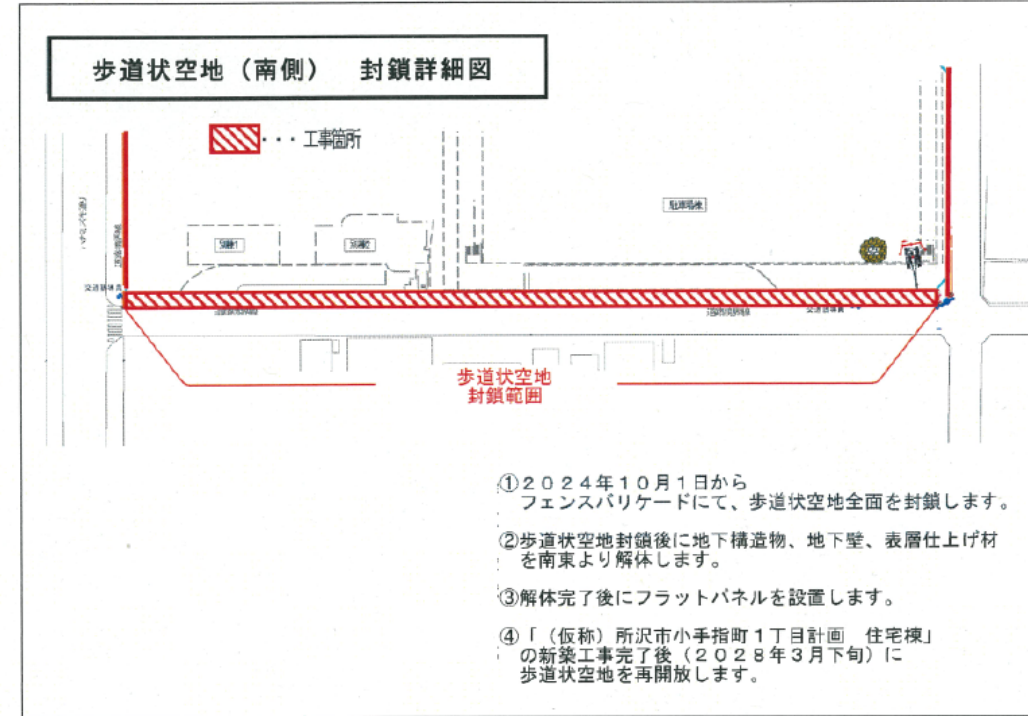 歩道状空地（南側） 封鎖詳細図
・・・工事箇所
駐車場棟
歩道状空地
封鎖範囲
①２０２４年１０月１日から
フェンスバリケードにて、歩道状空地全面を封鎖します。
②歩道状空地封鎖後に地下構造物、地下壁、表層仕上げ材
を南東より解体します。
③解体完了後にフラットパネルを設置します。
④「（仮称）所沢市小手指町１丁目計画 住宅棟」
の新築工事完了後（２０２８年３月下旬）に
歩道状空地を再開放します。